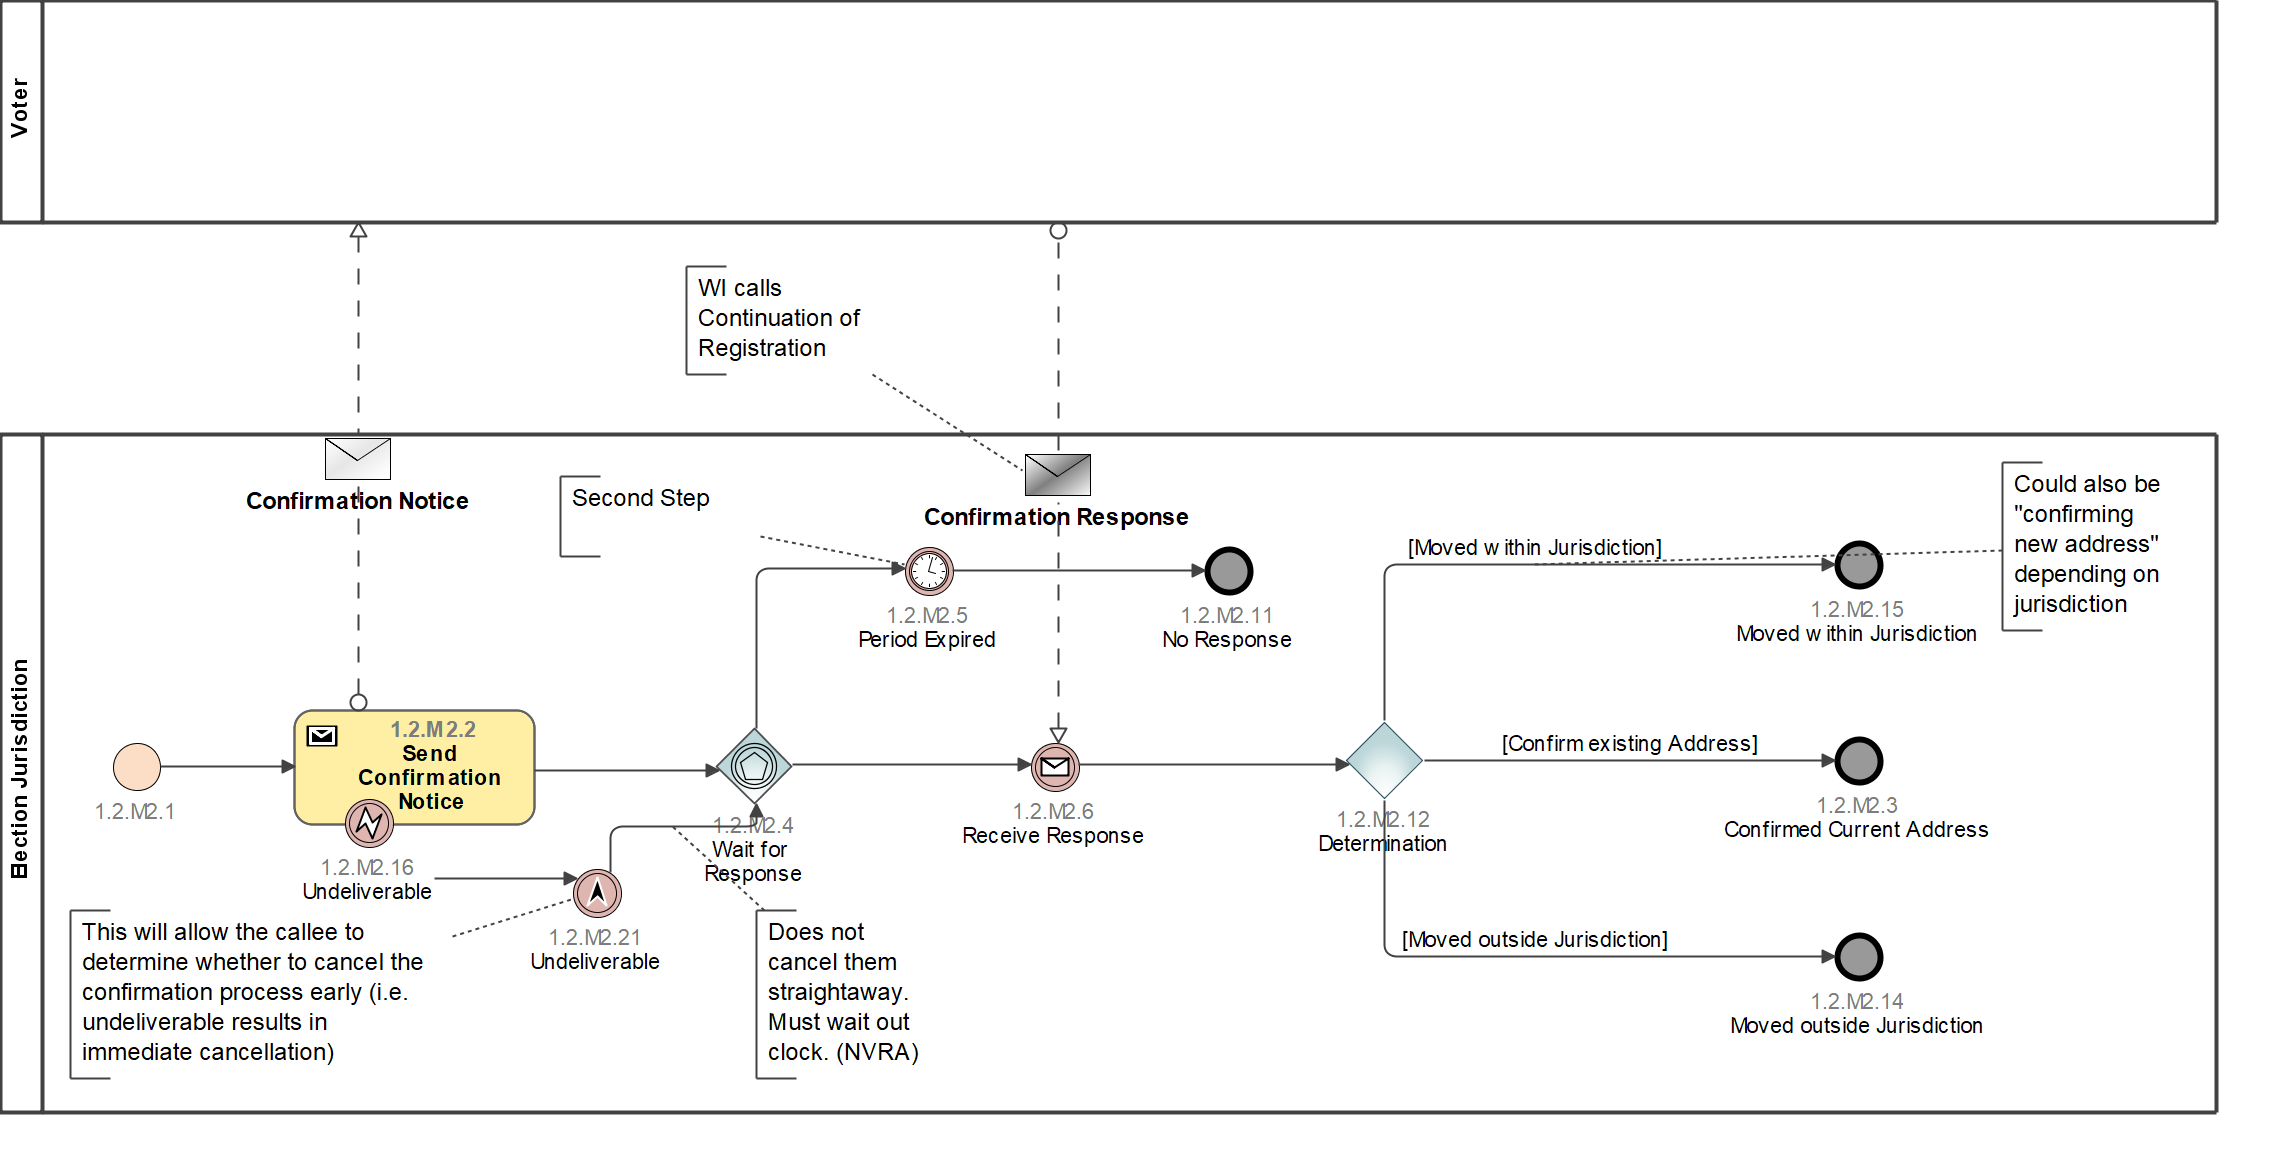 Voter
WI calls
Continuation of
Registration
Election Jurisdiction
Confirmation Notice
Second Step
Confirmation Response
Could also be
"confirming
new address"
depending on
jurisdiction
[Moved within Jurisdiction]
1.2.M2.5
Period Expired
1.2.M2.11
No Response
1.2.M2.15
Moved within Jurisdiction
1.2.M2.2
Send
Confirmation
Notice
[Confirm existing Address]
1.2.M2.1
1.2.M2.4
Wait for
Response
1.2.M2.6
Receive Response
1.2.M2.12
Determination
1.2.M2.3
Confirmed Current Address
1.2.M2.16
Undeliverable
1.2.M2.21
Undeliverable
This will allow the callee to
determine whether to cancel the
confirmation process early (i.e.
undeliverable results in
immediate cancellation)
Does not
cancel them
straightaway.
Must wait out
clock. (NVRA)
[Moved outside Jurisdiction]
1.2.M2.14
Moved outside Jurisdiction